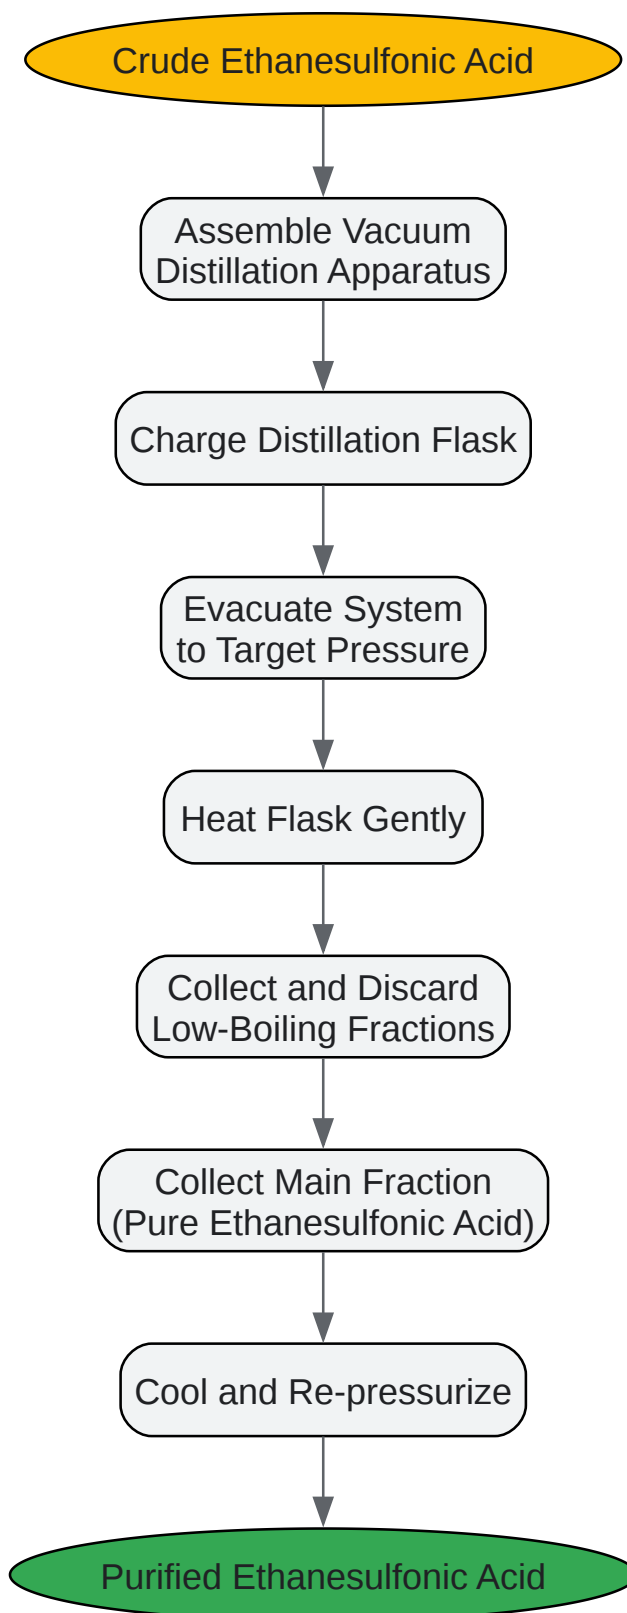 Crude Ethanesulfonic Acid
Assemble Vacuum
Distillation Apparatus
Charge Distillation Flask
Evacuate System
to Target Pressure
Heat Flask Gently
Collect and Discard
Low-Boiling Fractions
Collect Main Fraction
(Pure Ethanesulfonic Acid)
Cool and Re-pressurize
Purified Ethanesulfonic Acid